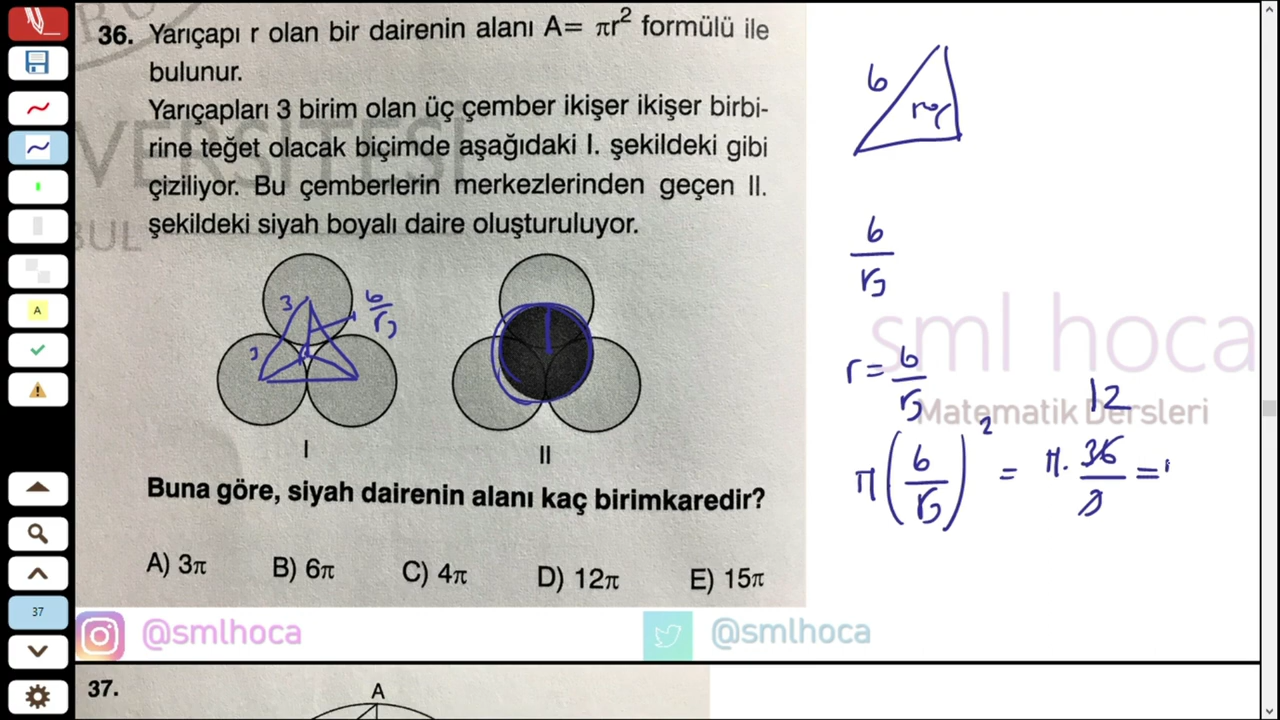 36. Yarıçapı r olan bir dairenin alanı A= πr² formülü ile
bulunur.
Yarıçapları 3 birim olan üç çember ikişer ikişer birbi-
rine teğet olacak biçimde aşağıdaki I. şekildeki gibi
çiziliyor. Bu çemberlerin merkezlerinden geçen II.
şekildeki siyah boyalı daire oluşturuluyor.
VERSİTESİ
BUL
3
3
6/√3
I
II
Buna göre, siyah dairenin alanı kaç birimkaredir?
A) 3π B) 6π C) 4π D) 12π E) 15π
@smlhoca @smlhoca
37.
A
6
6/√3
sml hoca
Matematik Dersleri
r = 6/√3
12
π(6/√3)² = π. 36/3 =
A
37